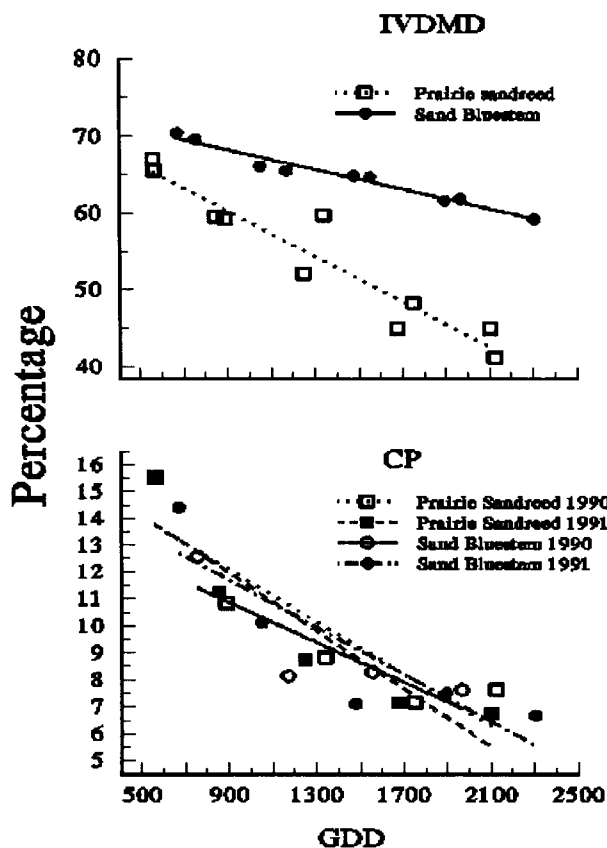 IVDMD
80
Prairie sandreed
Sand Bluestem
70
60
50
40
Percentage
CP
16
Prairie Sandreed 1990
15
Prairie Sandreed 1991
14
Sand Bluestem 1990
13
Sand Bluestem 1991
12
11
10
9
8
7
6
5
500 900 1300 1700 2100 2500
GDD